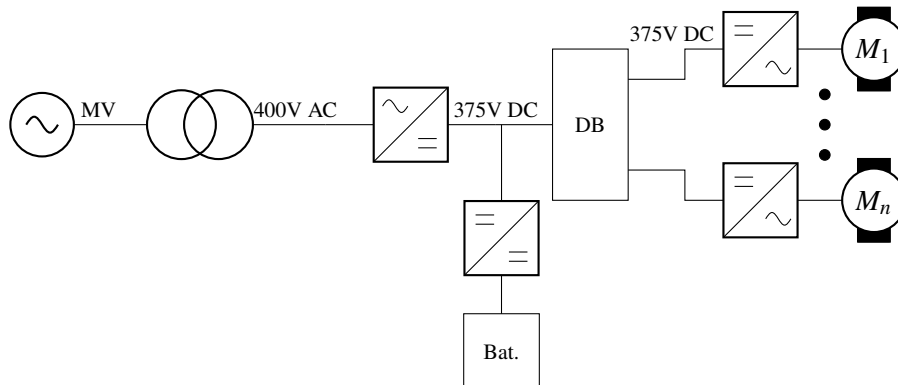 MV
400V AC
375V DC
DB
375V DC
M1
Mn
Bat.